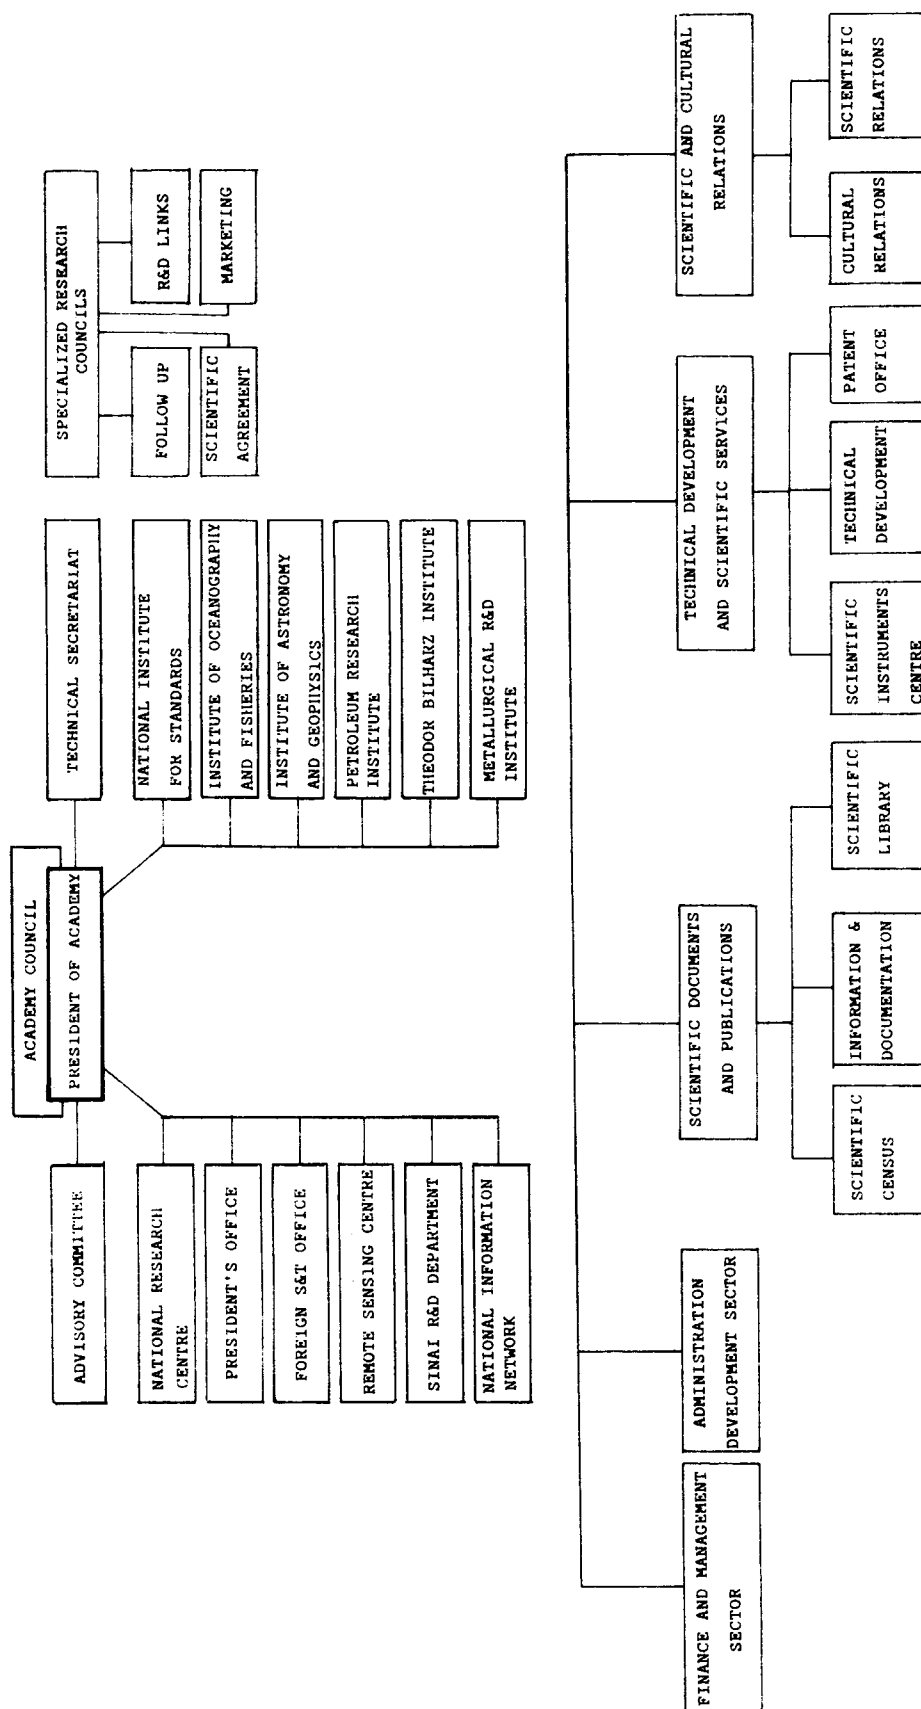 ACADEMY COUNCIL
ADVISORY COMMITTEE
PRESIDENT OF ACADEMY
TECHNICAL SECRETARIAT
SPECIALIZED RESEARCH
COUNCILS
NATIONAL RESEARCH
CENTRE
PRESIDENT'S OFFICE
FOREIGN S&T OFFICE
REMOTE SENSING CENTRE
SINAI R&D DEPARTMENT
NATIONAL INFORMATION
NETWORK
NATIONAL INSTITUTE
FOR STANDARDS
INSTITUTE OF OCEANOGRAPHY
AND FISHERIES
INSTITUTE OF ASTRONOMY
AND GEOPHYSICS
PETROLEUM RESEARCH
INSTITUTE
THEODOR BILHARZ INSTITUTE
METALLURGICAL R&D
INSTITUTE
FOLLOW UP
R&D LINKS
SCIENTIFIC
AGREEMENT
MARKETING
FINANCE AND MANAGEMENT
SECTOR
ADMINISTRATION
DEVELOPMENT SECTOR
SCIENTIFIC DOCUMENTS
AND PUBLICATIONS
TECHNICAL DEVELOPMENT
AND SCIENTIFIC SERVICES
SCIENTIFIC AND CULTURAL
RELATIONS
SCIENTIFIC
CENSUS
INFORMATION &
DOCUMENTATION
SCIENTIFIC
LIBRARY
SCIENTIFIC
INSTRUMENTS
CENTRE
TECHNICAL
DEVELOPMENT
PATENT
OFFICE
CULTURAL
RELATIONS
SCIENTIFIC
RELATIONS